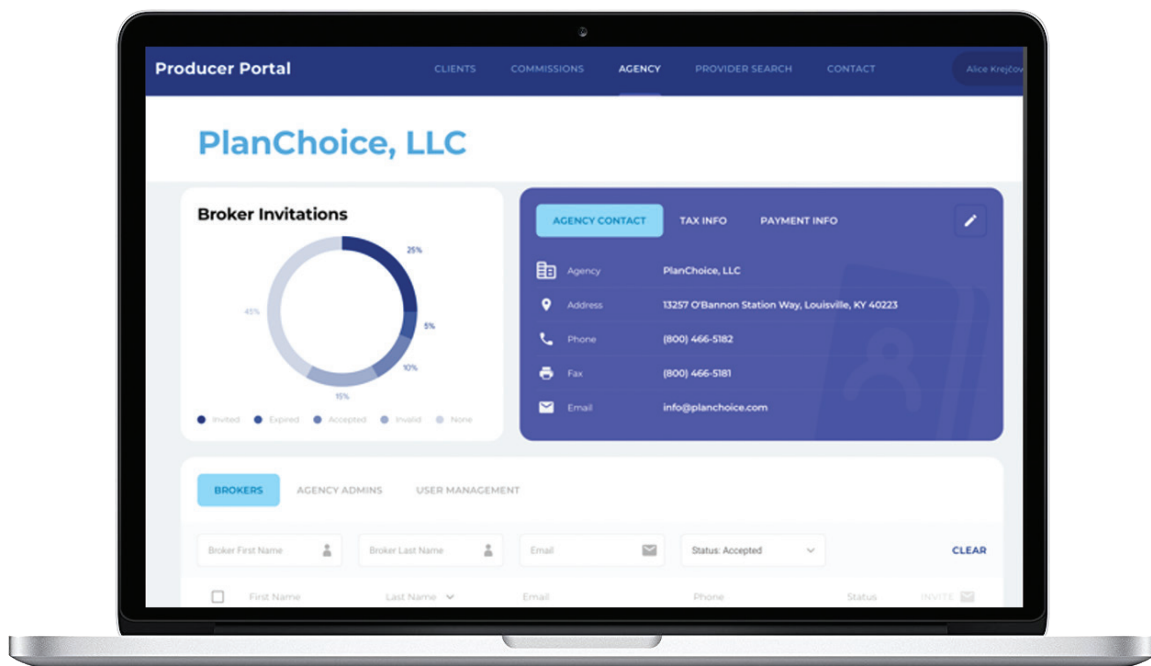 Producer Portal
CLIENTS COMMISSIONS AGENCY PROVIDER SEARCH CONTACT Alice Krejčov
PlanChoice, LLC
Broker Invitations
25%
45%
5%
10%
15%
Invited Expired Accepted Invalid None
AGENCY CONTACT TAX INFO PAYMENT INFO
Agency PlanChoice, LLC
Address 13257 O'Bannon Station Way, Louisville, KY 40223
Phone (800) 466-5182
Fax (800) 466-5181
Email info@planchoice.com
BROKERS AGENCY ADMINS USER MANAGEMENT
Broker First Name Broker Last Name Email Status: Accepted CLEAR
First Name Last Name Email Phone Status INVITE